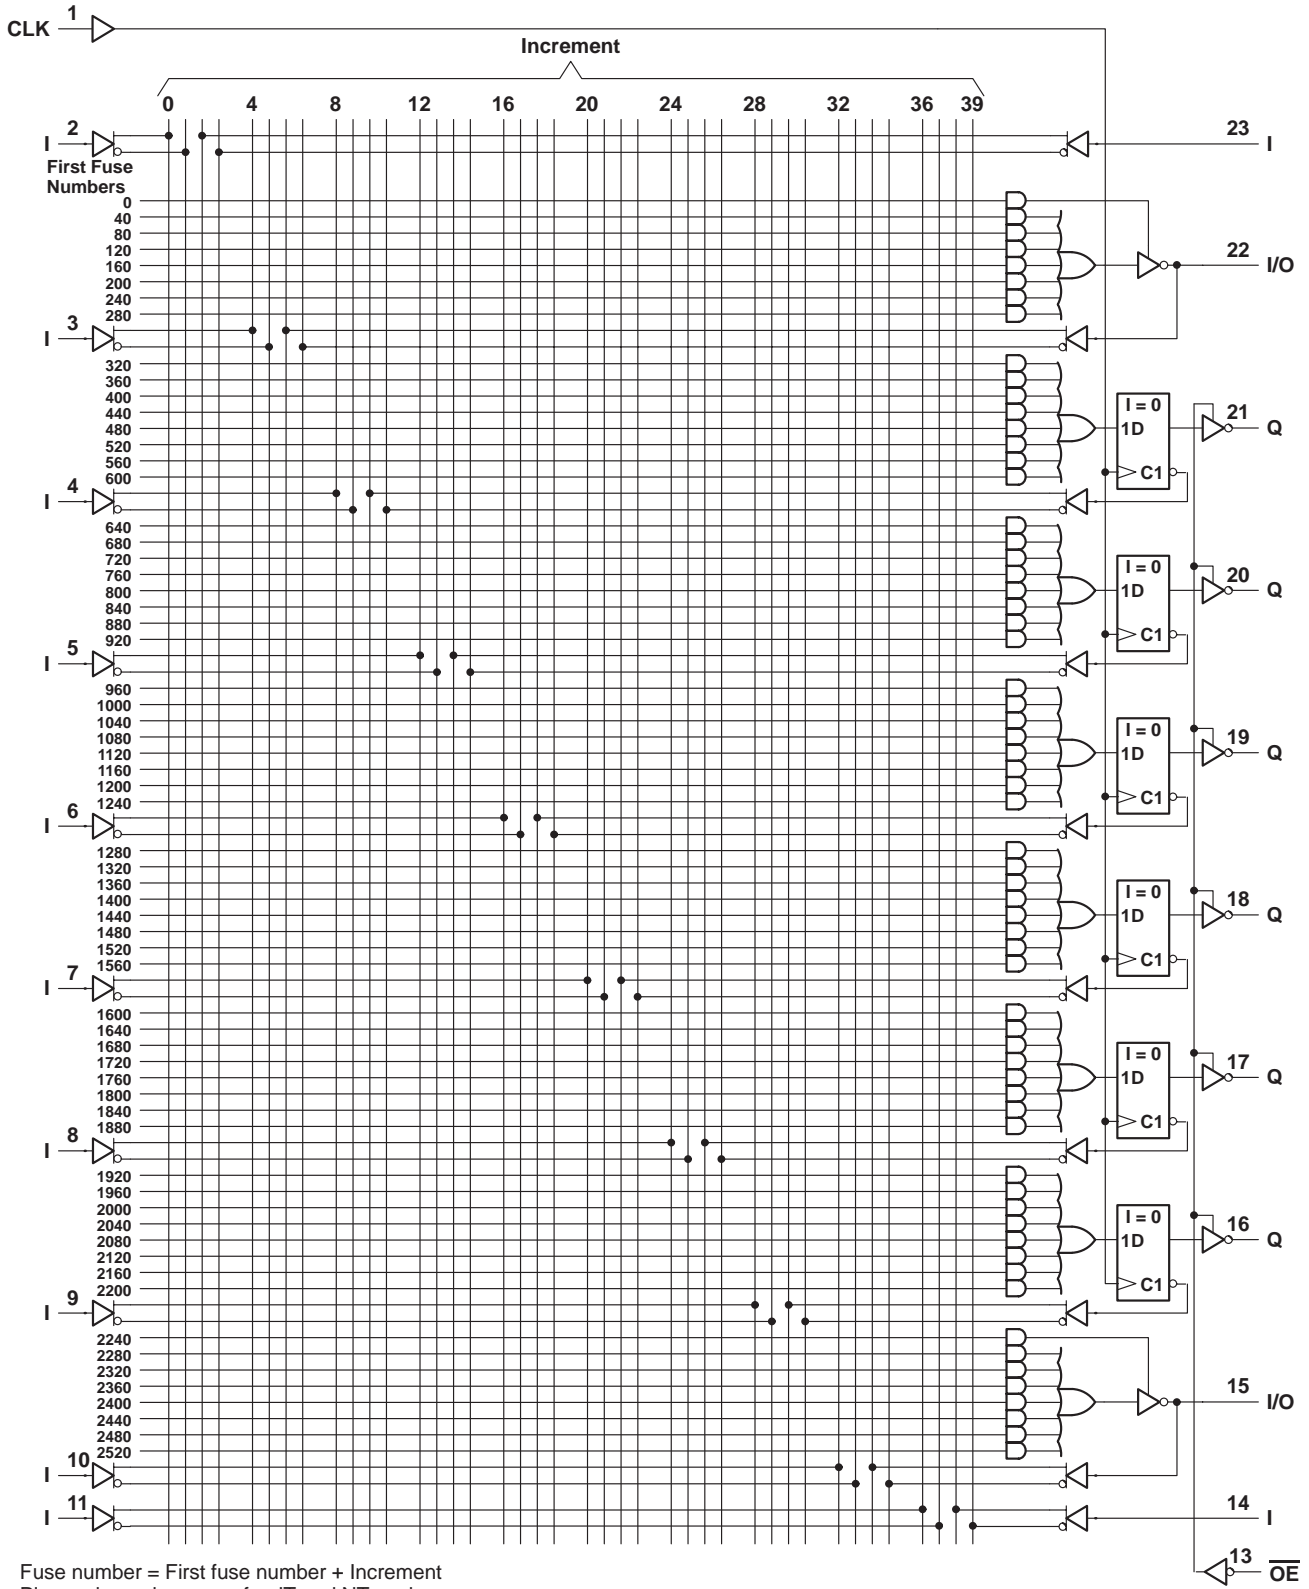 CLK 1
Increment
0 4 8 12 16 20 24 28 32 36 39
I 2 23 I
First Fuse
Numbers
0
40
80
120
160 22 I/O
200
240
280
I 3
320
360
400 I = 0 21
440
480 1D Q
520
560
600 C1
I 4
640
680
720 I = 0 20
760
800 1D Q
840
880
920 C1
I 5
960
1000
1040 I = 0 19
1080
1120 1D Q
1160
1200
1240 C1
I 6
1280
1320
1360 I = 0 18
1400
1440 1D Q
1480
1520
1560 C1
I 7
1600
1640
1680 I = 0 17
1720
1760 1D Q
1800
1840
1880 C1
I 8
1920
1960
2000 I = 0 16
2040
2080 1D Q
2120
2160
2200 C1
I 9
2240
2280
2320
2360
2400 15 I/O
2440
2480
2520
I 10
I 11 14 I
13 OE
Fuse number = First fuse number + Increment